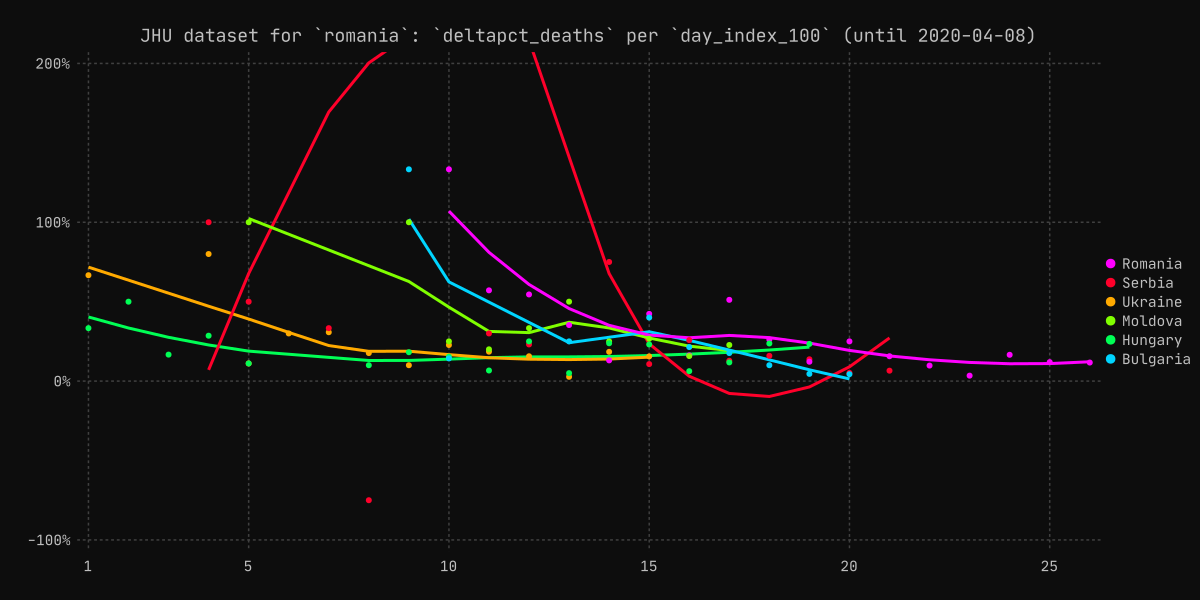 JHU dataset for `romania`: `deltapct_deaths` per `day_index_100` (until 2020-04-08)
200%
100%
0%
-100%
1 5 10 15 20 25
Romania
Serbia
Ukraine
Moldova
Hungary
Bulgaria